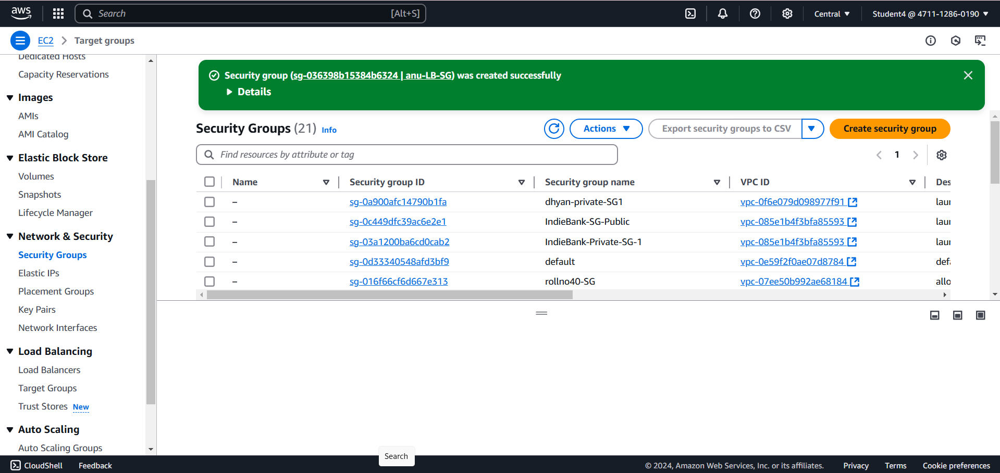 aws
Search [Alt+S]
Central
Student4 @ 4711-1286-0190
EC2 Target groups
Dedicated Hosts
Capacity Reservations
Images
AMIs
AMI Catalog
Elastic Block Store
Volumes
Snapshots
Lifecycle Manager
Network & Security
Security Groups
Elastic IPs
Placement Groups
Key Pairs
Network Interfaces
Load Balancing
Load Balancers
Target Groups
Trust Stores New
Auto Scaling
Auto Scaling Groups
Security group (sg-036398b15384b6324 | anu-LB-SG) was created successfully
Details
Security Groups (21) Info
Actions
Export security groups to CSV
Create security group
Find resources by attribute or tag
1
Name Security group ID Security group name VPC ID Des
– sg-0a900afc14790b1fa dhyan-private-SG1 vpc-0f6e079d098977f91 laur
– sg-0c449dfc39ac6e2e1 IndieBank-SG-Public vpc-085e1b4f3bfa85593 laur
– sg-03a1200ba6cd0cab2 IndieBank-Private-SG-1 vpc-085e1b4f3bfa85593 laur
– sg-0d33340548afd3bf9 default vpc-0e59f2f0ae07d8784 defa
– sg-016f66cf6d667e313 rollno40-SG vpc-07ee50b992ae68184 allo
Search
CloudShell Feedback
© 2024, Amazon Web Services, Inc. or its affiliates. Privacy Terms Cookie preferences